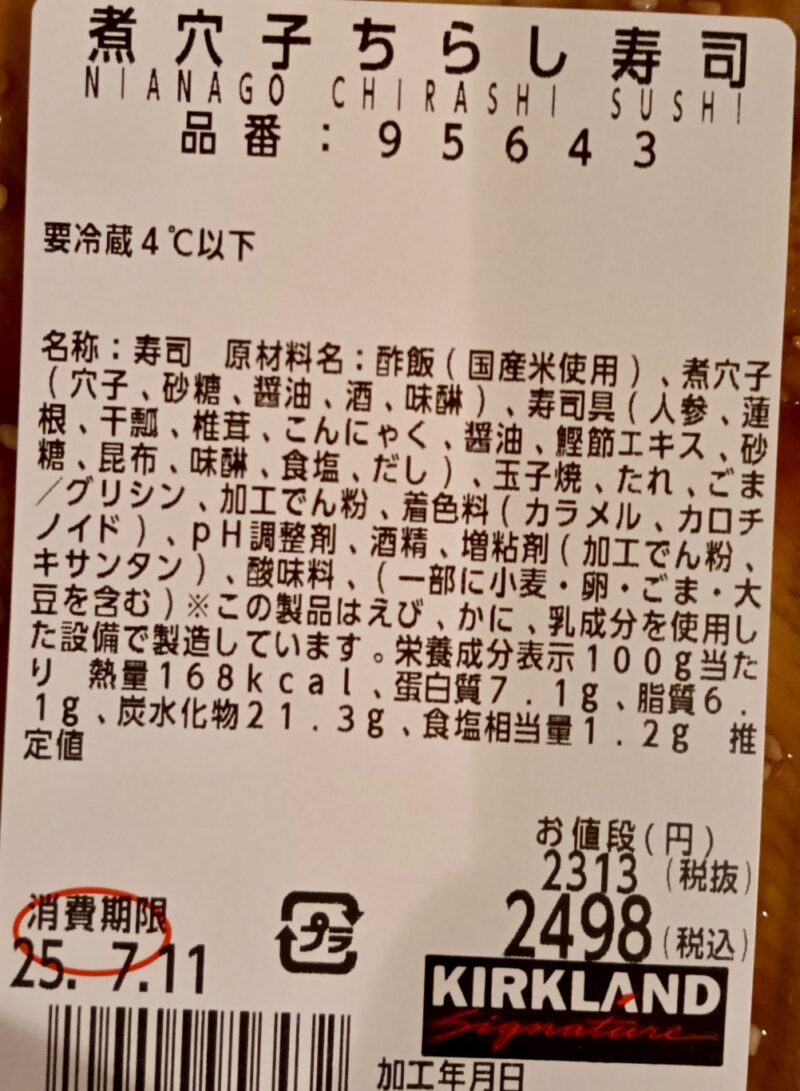 煮穴子ちらし寿司
NIANAGO CHIRASHI SUSHI
品番：95643
要冷蔵4℃以下
名称：寿司　原材料名：酢飯(国産米使用)、煮穴子
(穴子、砂糖、醤油、酒、味醂)、寿司具(人参、蓮
根、干瓢、椎茸、こんにゃく、醤油、鰹節エキス、砂
糖、昆布、味醂、食塩、だし)、玉子焼、たれ、ごま
/グリシン、加工でん粉、着色料(カラメル、カロチ
ノイド)、pH調整剤、酒精、増粘剤(加工でん粉、
キサンタン)、酸味料、(一部に小麦・卵・ごま・大
豆を含む)※この製品はえび、かに、乳成分を使用し
た設備で製造しています。栄養成分表示100g当た
り　熱量168kcal、蛋白質7.1g、脂質6.
1g、炭水化物21.3g、食塩相当量1.2g　推
定値
お値段(円)
2313(税抜)
2498(税込)
消費期限
25. 7.11
プラ
KIRKLAND
Signature
加工年月日